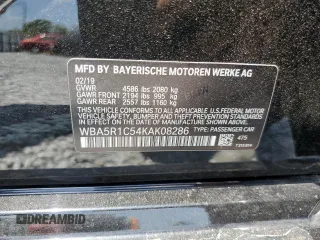 MFD BY BAYERISCHE MOTOREN WERKE AG
02/19
GVWR 4586 lbs 2080 kg
GAWR FRONT 2194 lbs 995 kg
GAWR REAR 2557 lbs 1160 kg
THIS VEHICLE CONFORMS TO ALL APPLICABLE U.S. FEDERAL MOTOR
VEHICLE SAFETY, BUMPER, AND THEFT PREVENTION STANDARDS
IN EFFECT ON THE DATE OF MANUFACTURE SHOWN ABOVE.
WBA5R1C54KAK08286 TYPE: PASSENGER CAR
475
DREAMBID